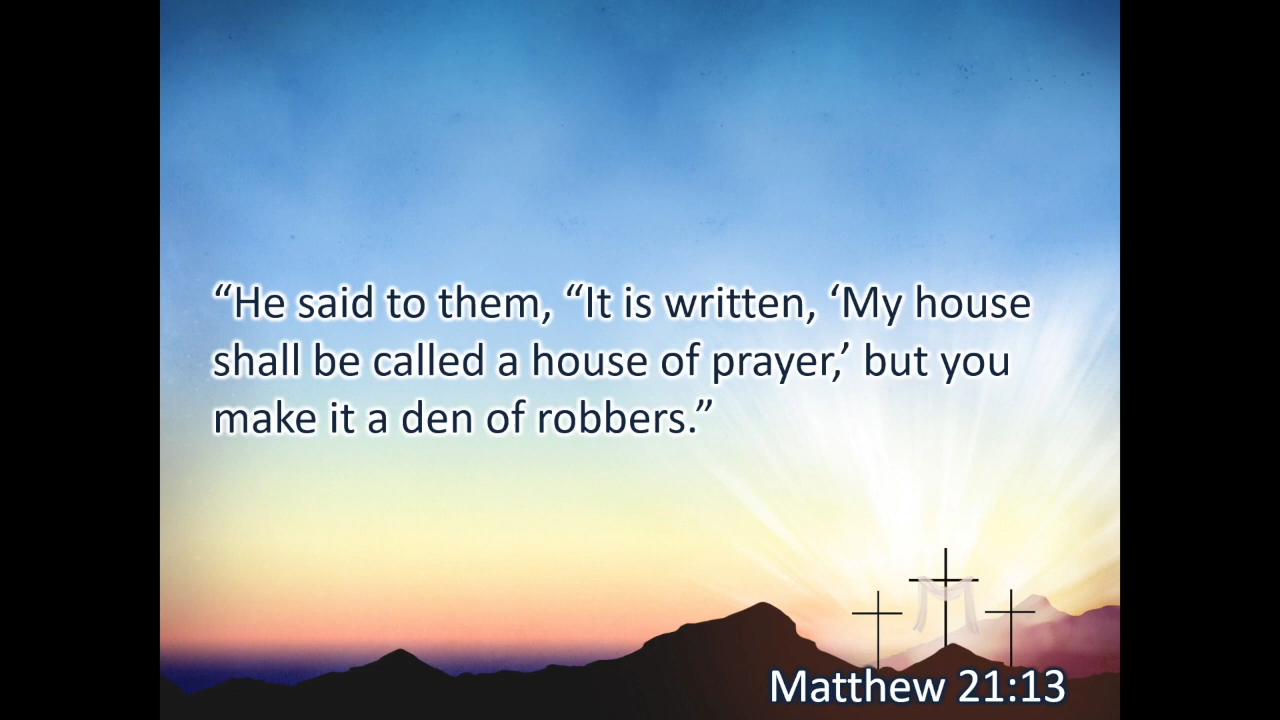 “He said to them, “It is written, ‘My house
shall be called a house of prayer,’ but you
make it a den of robbers.”
Matthew 21:13